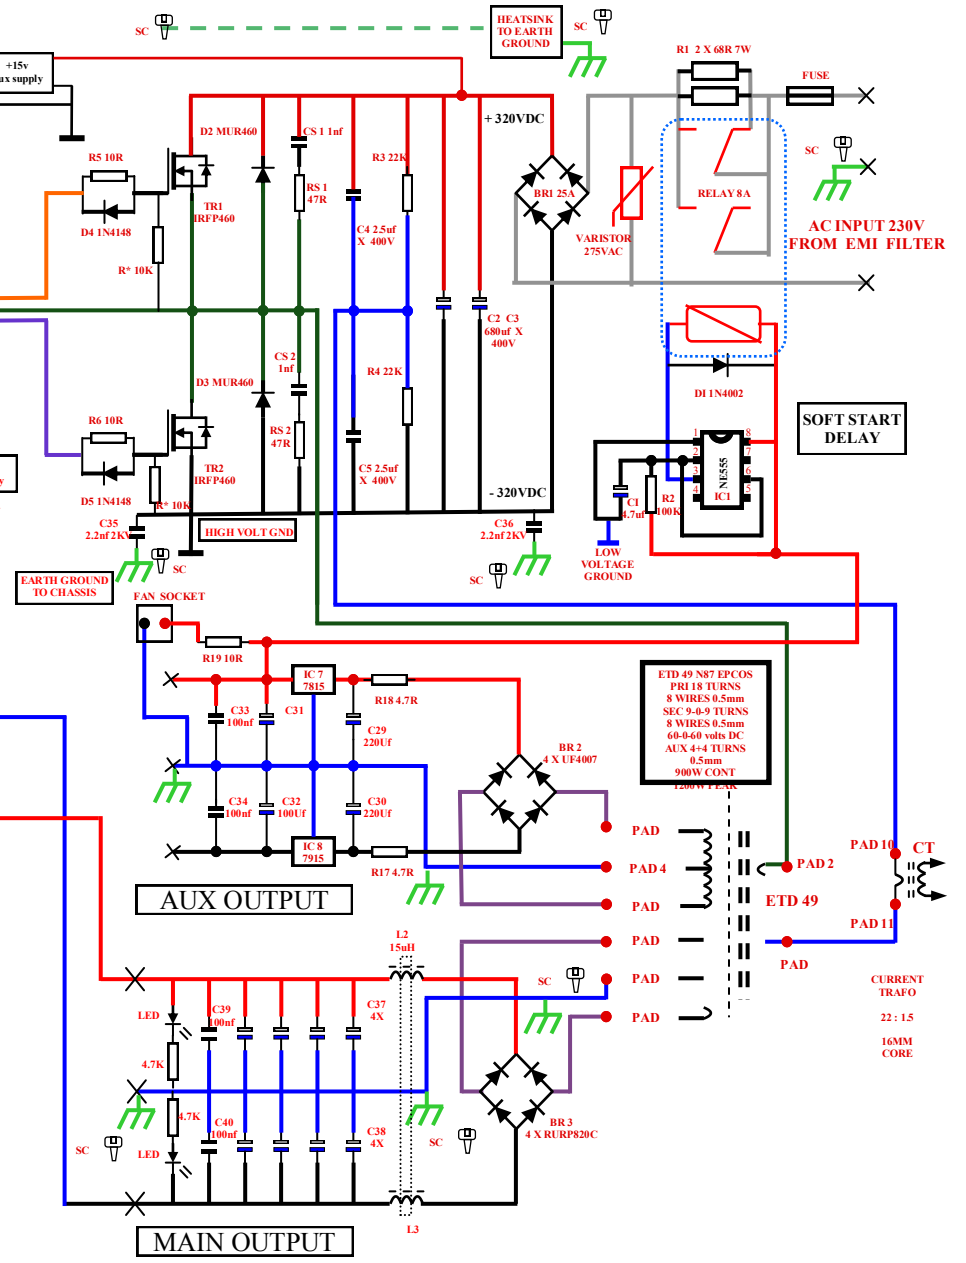 SC
HEATSINK
TO EARTH
GROUND
R1 2 X 68R 7W
FUSE
+15v
ux supply
D2 MUR460
CS 1 1nf
+ 320VDC
R5 10R
R3 22K
SC
RS 1
47R
BR1 25A
RELAY 8A
TR1
IRFP460
D4 1N4148
C4 2.5uf
X 400V
VARISTOR
275VAC
AC INPUT 230V
FROM EMI FILTER
R* 10K
C2 C3
680uf X
400V
CS 2
1nf
R4 22K
D3 MUR460
D1 1N4002
R6 10R
RS 2
47R
SOFT START
DELAY
1
2
3
4
8
7
6
5
NE555
IC1
TR2
IRFP460
C5 2.5uf
X 400V
D5 1N4148
R* 10K
- 320VDC
C1
4.7uf
R2
100K
C35
2.2nf 2KV
HIGH VOLT GND
C36
2.2nf 2KV
LOW
VOLTAGE
GROUND
SC
SC
EARTH GROUND
TO CHASSIS
FAN SOCKET
R19 10R
IC 7
7815
R18 4.7R
ETD 49 N87 EPCOS
PRI 18 TURNS
8 WIRES 0.5mm
SEC 9-0-9 TURNS
8 WIRES 0.5mm
60-0-60 volts DC
AUX 4+4 TURNS
0.5mm
900W CONT
1200W PEAK
C33
100nf
C31
C29
220Uf
BR 2
4 X UF4007
C34
100nf
C32
100Uf
C30
220Uf
IC 8
7915
R17 4.7R
PAD
PAD 4
PAD
PAD
PAD
PAD
PAD 10
CT
PAD 2
ETD 49
PAD 11
PAD
AUX OUTPUT
L2
15uH
SC
CURRENT
TRAFO
22 : 1.5
16MM
CORE
LED
C39
100nf
C37
4X
4.7K
4.7K
C40
100nf
C38
4X
BR 3
4 X RURP820C
SC
LED
SC
L3
MAIN OUTPUT